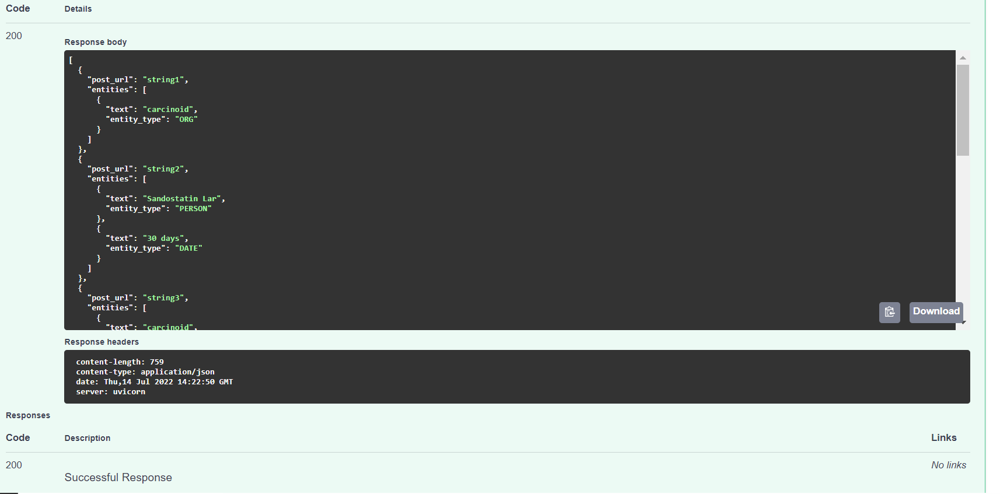 Code Details
200
Response body
[
  {
    "post_url": "string1",
    "entities": [
      {
        "text": "carcinoid",
        "entity_type": "ORG"
      }
    ]
  },
  {
    "post_url": "string2",
    "entities": [
      {
        "text": "Sandostatin Lar",
        "entity_type": "PERSON"
      },
      {
        "text": "30 days",
        "entity_type": "DATE"
      }
    ]
  },
  {
    "post_url": "string3",
    "entities": [
      {
        "text": "carcinoid",
Download
Response headers
content-length: 759
content-type: application/json
date: Thu,14 Jul 2022 14:22:50 GMT
server: uvicorn
Responses
Code Description Links
200 No links
Successful Response